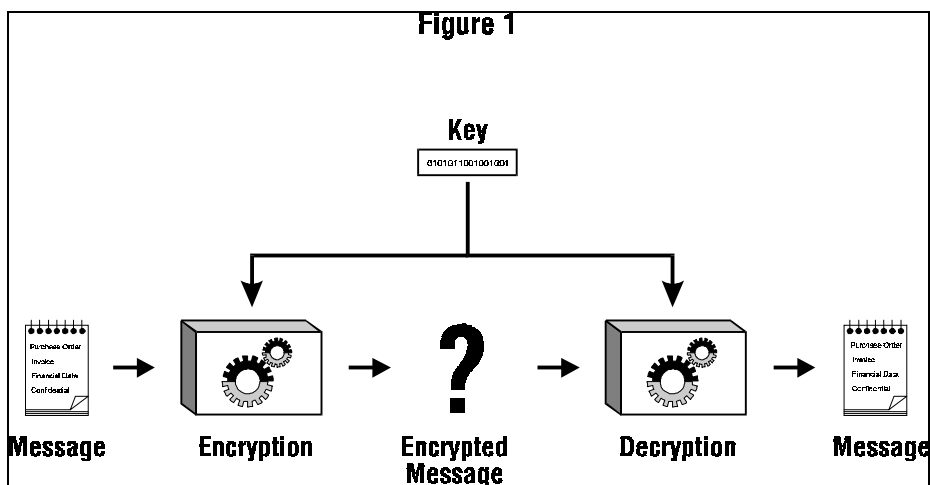 Figure 1
Key
0101011001001001
Purchase Order
Invoice
Financial Data
Confidential
Purchase Order
Invoice
Financial Data
Confidential
Message
Encryption
Encrypted
Message
Decryption
Message